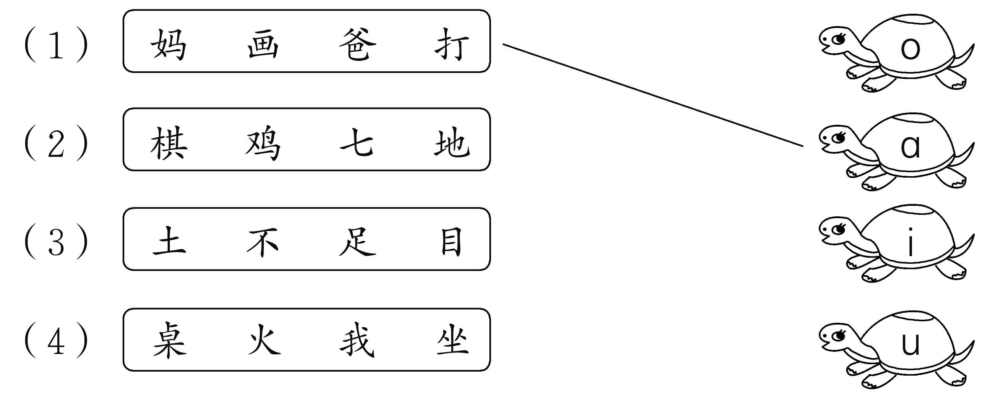 （1） 妈 画 爸 打 o
（2） 棋 鸡 七 地 ɑ
（3） 土 不 足 目 i
（4） 桌 火 我 坐 u